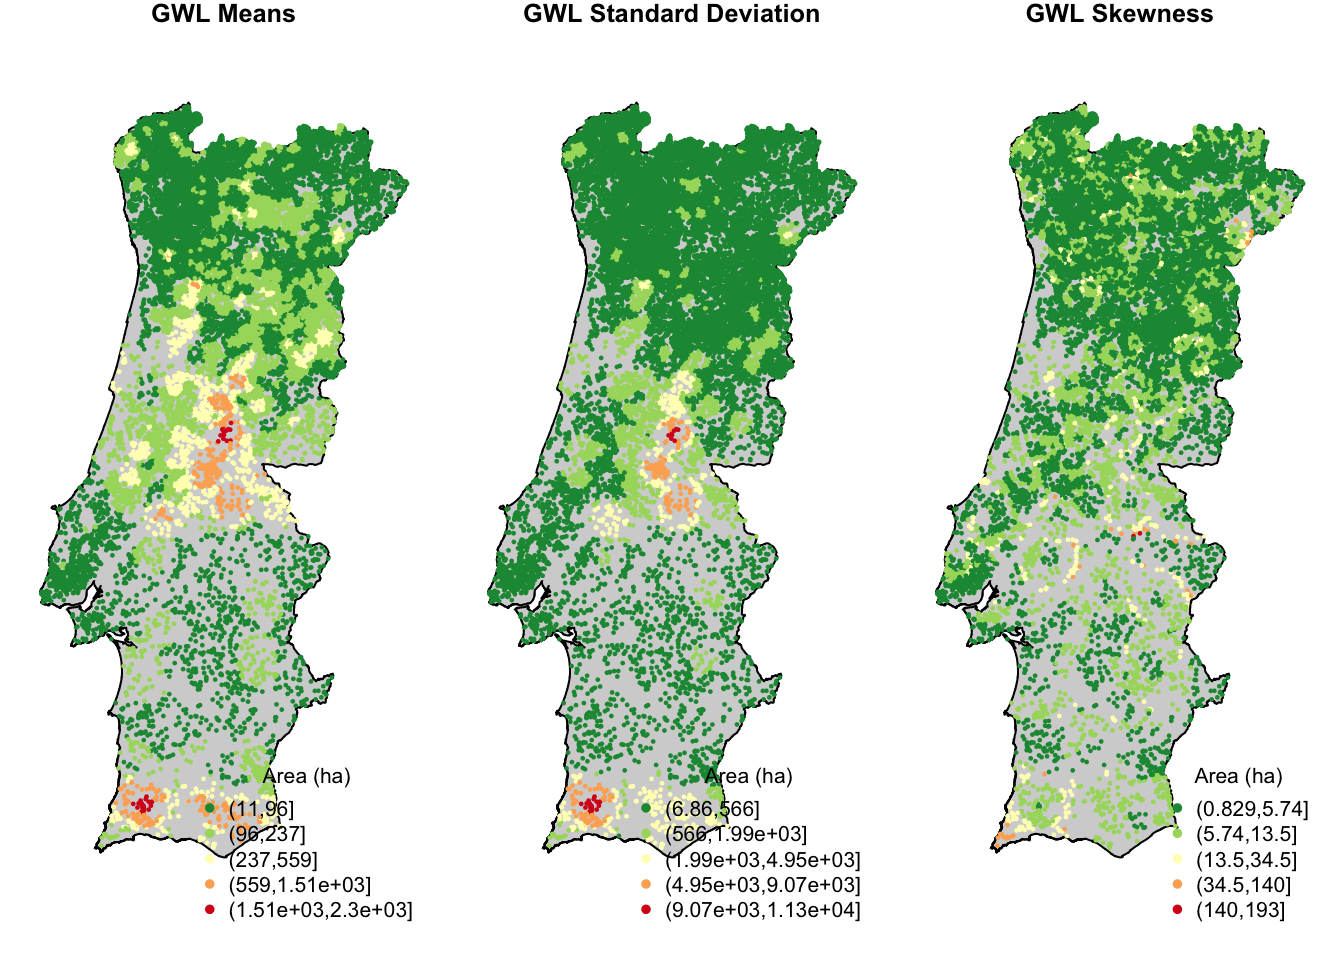 GWL Means
GWL Standard Deviation
GWL Skewness
Area (ha)
(11,96]
(96,237]
(237,559]
(559,1.51e+03]
(1.51e+03,2.3e+03]
Area (ha)
(6.86,566]
(566,1.99e+03]
(1.99e+03,4.95e+03]
(4.95e+03,9.07e+03]
(9.07e+03,1.13e+04]
Area (ha)
(0.829,5.74]
(5.74,13.5]
(13.5,34.5]
(34.5,140]
(140,193]